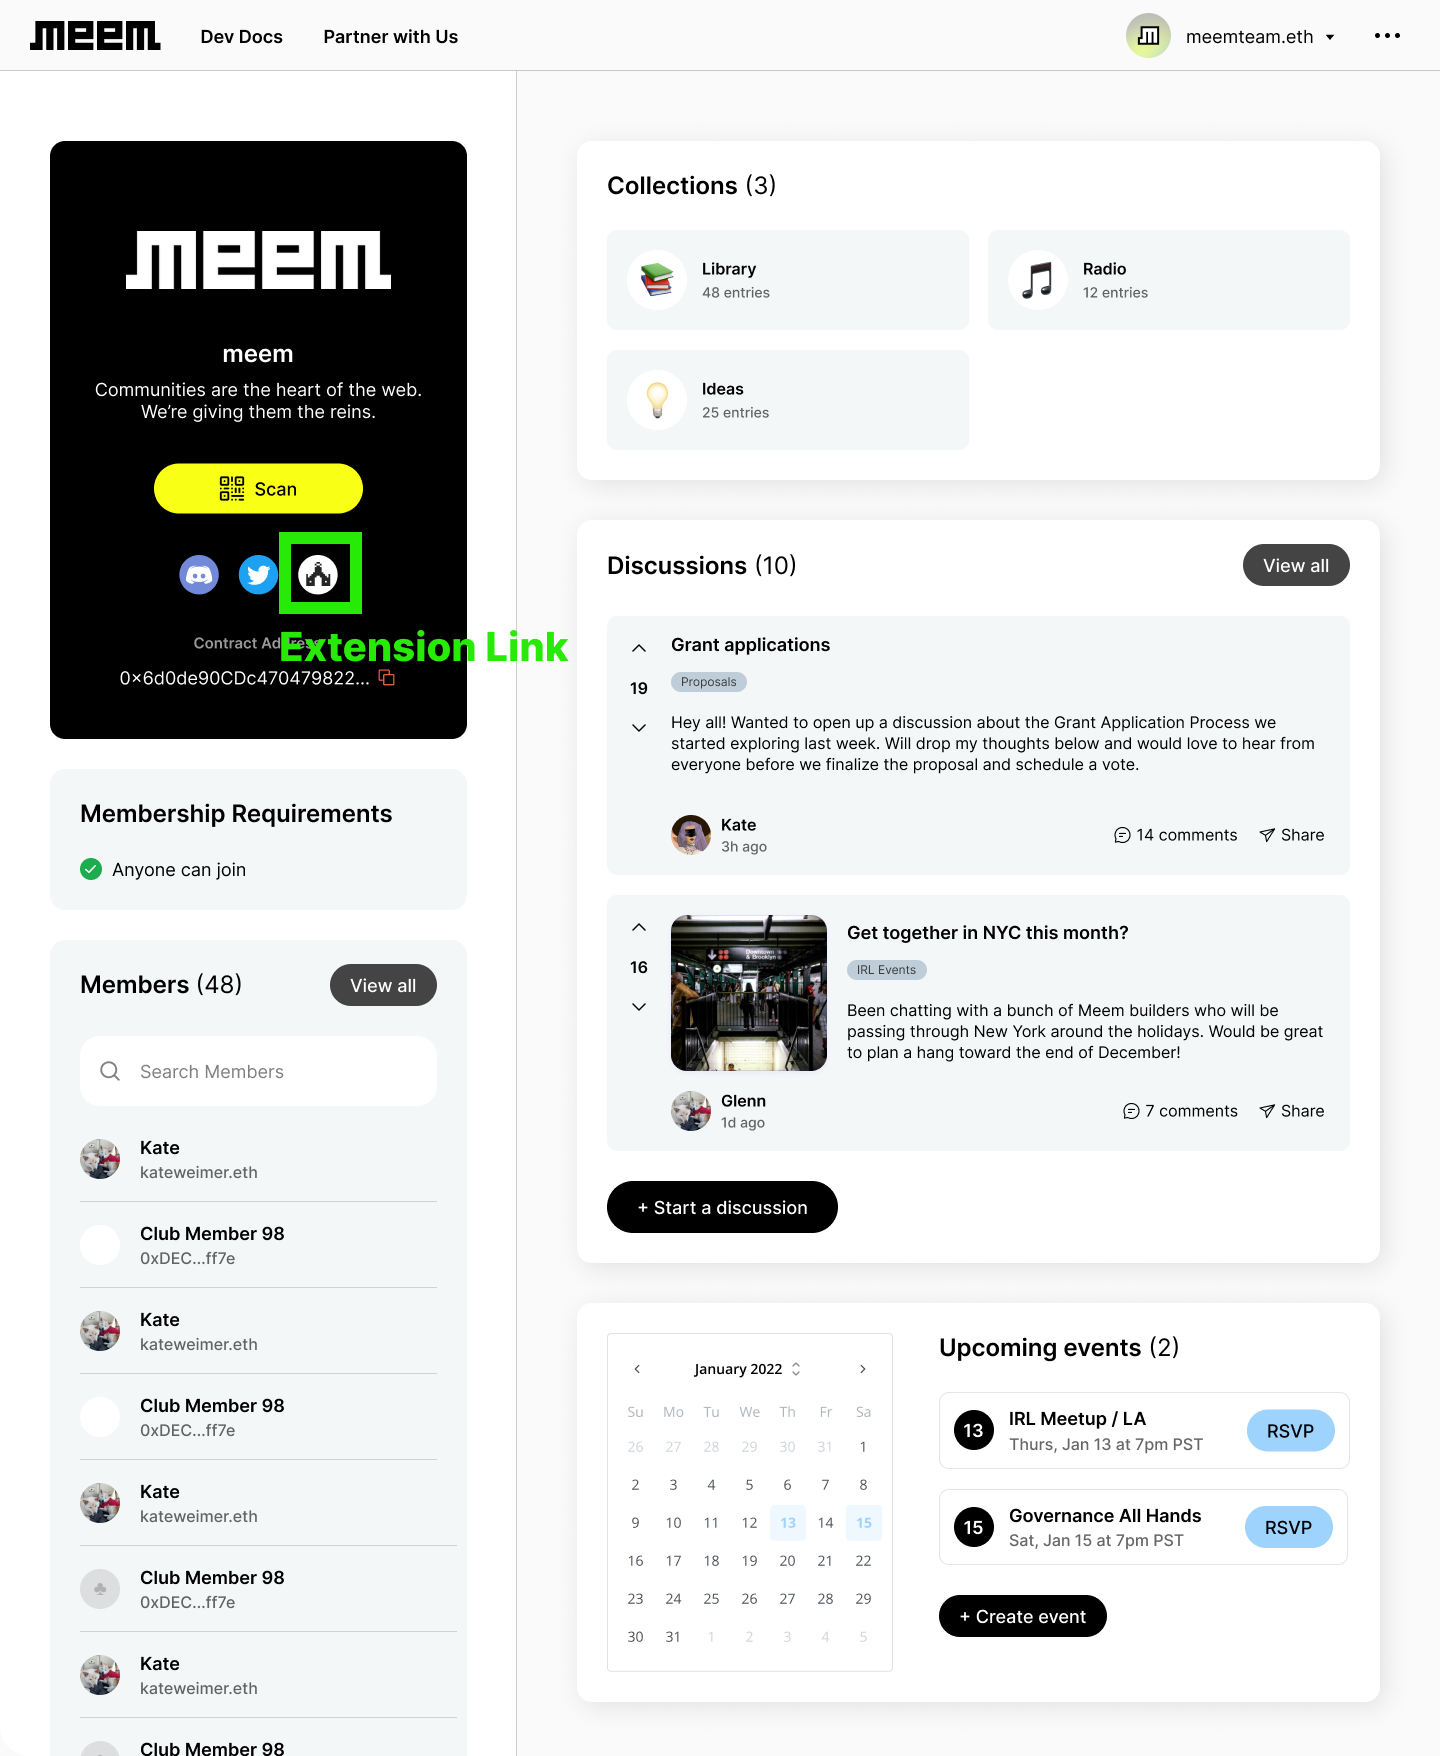 meem
Dev Docs
Partner with Us
meemteam.eth
meem
meem
Communities are the heart of the web.
We're giving them the reins.
Scan
Contract Address
Extension Link
0x6d0de90CDc470479822...
Membership Requirements
Anyone can join
Members (48)
View all
Search Members
Kate
kateweimer.eth
Club Member 98
0xDEC...ff7e
Kate
kateweimer.eth
Club Member 98
0xDEC...ff7e
Kate
kateweimer.eth
Club Member 98
0xDEC...ff7e
Kate
kateweimer.eth
Club Member 98
Collections (3)
Library
48 entries
Radio
12 entries
Ideas
25 entries
Discussions (10)
View all
Grant applications
19
Proposals
Hey all! Wanted to open up a discussion about the Grant Application Process we
started exploring last week. Will drop my thoughts below and would love to hear from
everyone before we finalize the proposal and schedule a vote.
Kate
3h ago
14 comments
Share
16
Downtown
& Brooklyn
Get together in NYC this month?
IRL Events
Been chatting with a bunch of Meem builders who will be
passing through New York around the holidays. Would be great
to plan a hang toward the end of December!
Glenn
1d ago
7 comments
Share
+ Start a discussion
January 2022
Su Mo Tu We Th Fr Sa
26 27 28 29 30 31 1
2 3 4 5 6 7 8
9 10 11 12 13 14 15
16 17 18 19 20 21 22
23 24 25 26 27 28 29
30 31 1 2 3 4 5
Upcoming events (2)
13
IRL Meetup / LA
Thurs, Jan 13 at 7pm PST
RSVP
15
Governance All Hands
Sat, Jan 15 at 7pm PST
RSVP
+ Create event